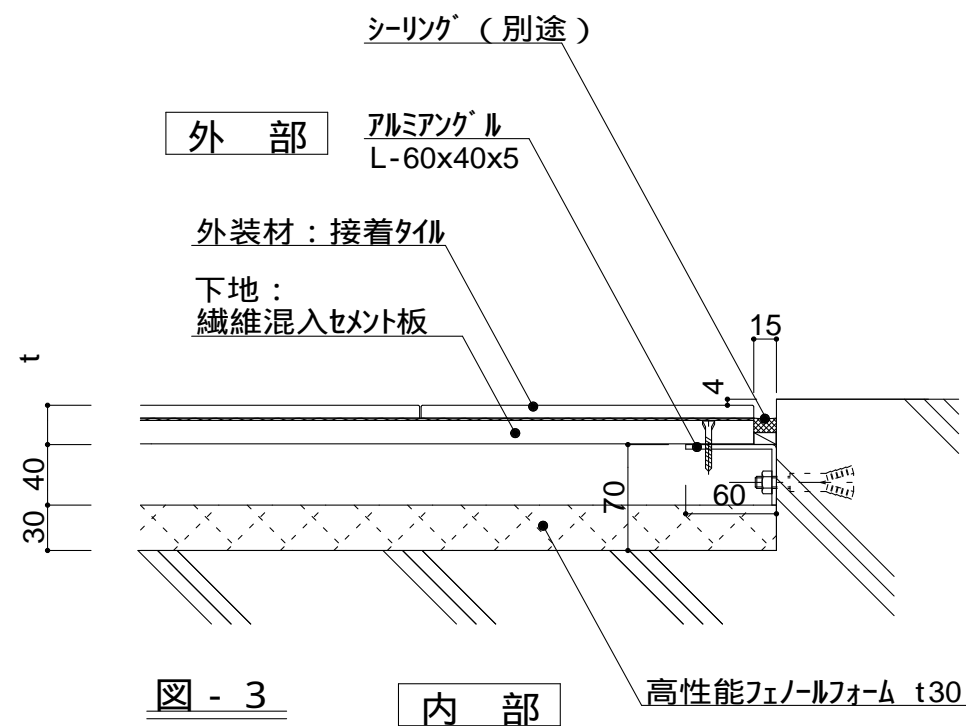 シーリング（別途）
外 部
アルミアングル
L-60x40x5
外装材：接着タイル
下地：
繊維混入セメント板
15
t
4
40
70
60
30
図 - 3
内 部
高性能フェノールフォーム t30